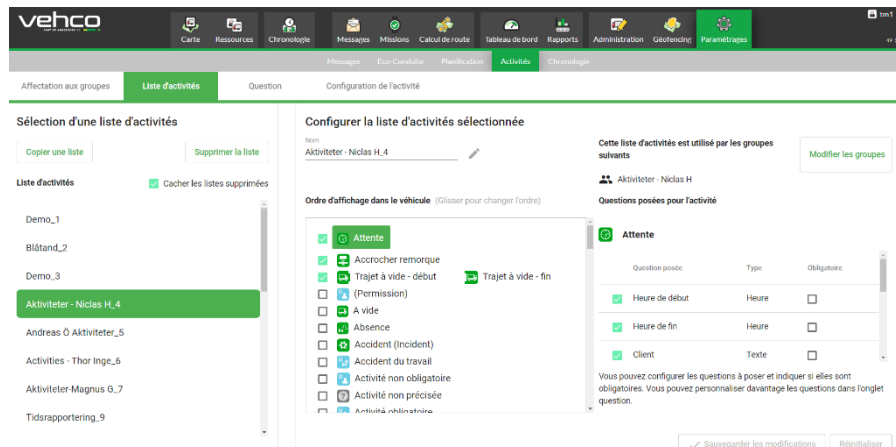 vehco
tm1
Carte Ressources Chronologie Messages Missions Calcul de route Tableau de bord Rapports Administration Géofencing Paramétrages
Messages Eco-Conduite Planification Activités Chronologie
Affectation aux groupes Liste d'activités Question Configuration de l'activité
Sélection d'une liste d'activités
Copier une liste Supprimer la liste
Liste d'activités Cacher les listes supprimées
Demo_1
Blåtand_2
Demo_3
Aktiviteter - Niclas H_4
Andreas Ö Aktiviteter_5
Activities - Thor Inge_6
Aktiviteter-Magnus G_7
Tidsrapportering_9
Configurer la liste d'activités sélectionnée
Nom
Aktiviteter - Niclas H_4
Ordre d'affichage dans le véhicule (Glisser pour changer l'ordre)
Attente
Accrocher remorque
Trajet à vide - début Trajet à vide - fin
(Permission)
A vide
Absence
Accident (Incident)
Accident du travail
Activité non obligatoire
Activité non précisée
Activité obligatoire
Cette liste d'activités est utilisé par les groupes
suivants
Modifier les groupes
Aktiviteter - Niclas H
Questions posées pour l'activité
Attente
Question posée Type Obligatoire
Heure de début Heure
Heure de fin Heure
Client Texte
Vous pouvez configurer les questions à poser et indiquer si elles sont
obligatoires. Vous pouvez personnaliser davantage les questions dans l'onglet
question.
Sauvegarder les modifications Réinitialiser